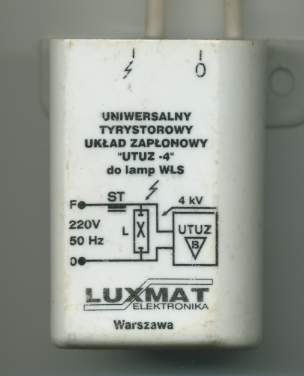 0
UNIWERSALNY
TYRYSTOROWY
UKŁAD ZAPŁONOWY
"UTUZ -4"
do lamp WLS
ST
4 kV
F
220V
50 Hz
L
UTUZ
B
0
LUXMAT
ELEKTRONIKA
Warszawa